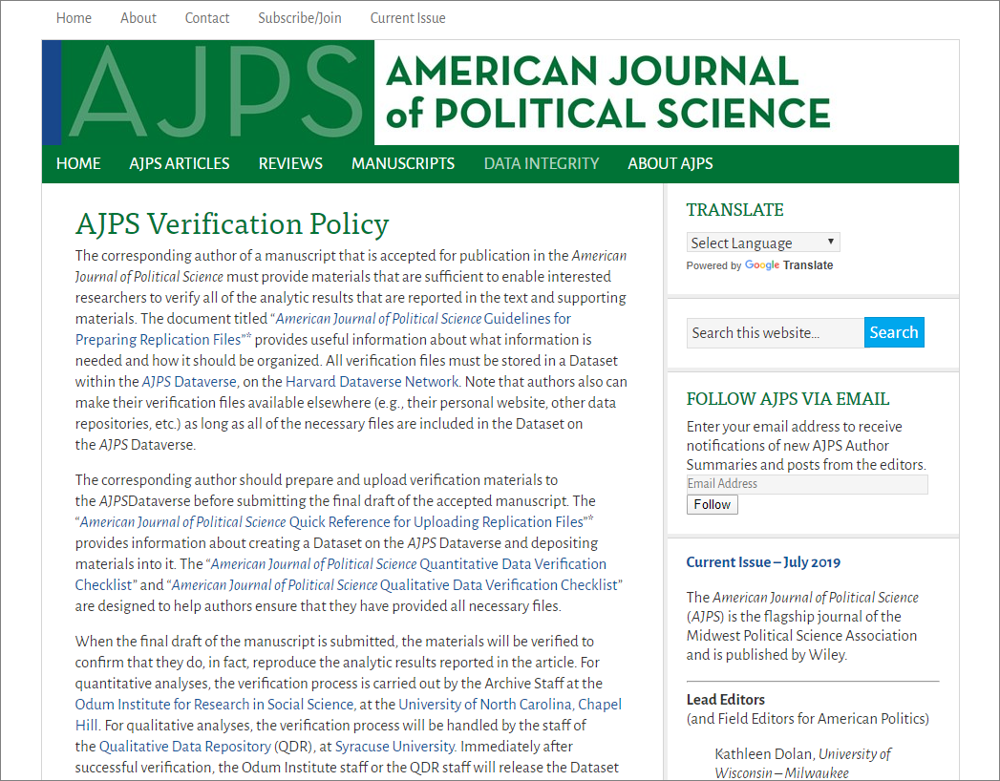 Home About Contact Subscribe/Join Current Issue
AJPS
AMERICAN JOURNAL
of POLITICAL SCIENCE
HOME AJPS ARTICLES REVIEWS MANUSCRIPTS DATA INTEGRITY ABOUT AJPS
AJPS Verification Policy
The corresponding author of a manuscript that is accepted for publication in the American
Journal of Political Science must provide materials that are sufficient to enable interested
researchers to verify all of the analytic results that are reported in the text and supporting
materials. The document titled “American Journal of Political Science Guidelines for
Preparing Replication Files”* provides useful information about what information is
needed and how it should be organized. All verification files must be stored in a Dataset
within the AJPS Dataverse, on the Harvard Dataverse Network. Note that authors also can
make their verification files available elsewhere (e.g., their personal website, other data
repositories, etc.) as long as all of the necessary files are included in the Dataset on
the AJPS Dataverse.
The corresponding author should prepare and upload verification materials to
the AJPSDataverse before submitting the final draft of the accepted manuscript. The
“American Journal of Political Science Quick Reference for Uploading Replication Files”*
provides information about creating a Dataset on the AJPS Dataverse and depositing
materials into it. The “American Journal of Political Science Quantitative Data Verification
Checklist” and “American Journal of Political Science Qualitative Data Verification Checklist”
are designed to help authors ensure that they have provided all necessary files.
When the final draft of the manuscript is submitted, the materials will be verified to
confirm that they do, in fact, reproduce the analytic results reported in the article. For
quantitative analyses, the verification process is carried out by the Archive Staff at the
Odum Institute for Research in Social Science, at the University of North Carolina, Chapel
Hill. For qualitative analyses, the verification process will be handled by the staff of
the Qualitative Data Repository (QDR), at Syracuse University. Immediately after
successful verification, the Odum Institute staff or the QDR staff will release the Dataset
TRANSLATE
Select Language
Powered by Google Translate
Search this website… Search
FOLLOW AJPS VIA EMAIL
Enter your email address to receive
notifications of new AJPS Author
Summaries and posts from the editors.
Email Address
Follow
Current Issue – July 2019
The American Journal of Political Science
(AJPS) is the flagship journal of the
Midwest Political Science Association
and is published by Wiley.
Lead Editors
(and Field Editors for American Politics)
Kathleen Dolan, University of
Wisconsin – Milwaukee